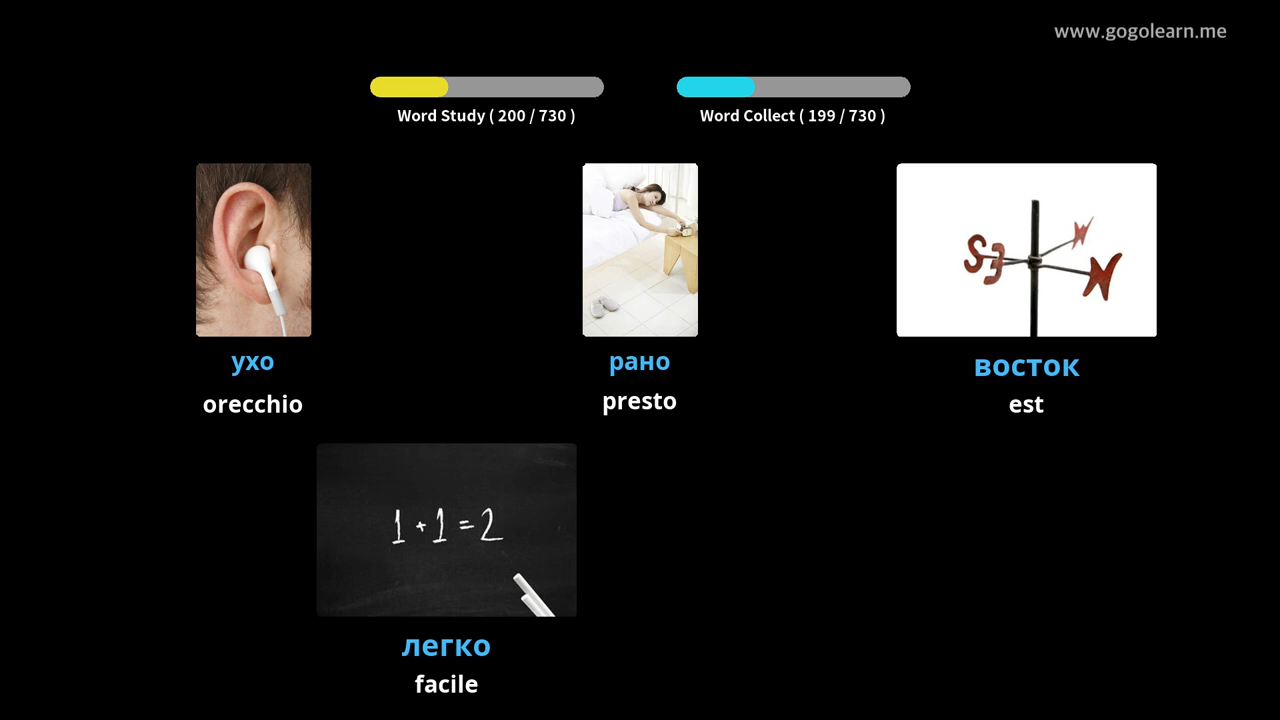 www.gogolearn.me
Word Study ( 200 / 730 )
Word Collect ( 199 / 730 )
ухо
orecchio
рано
presto
восток
est
1 + 1 = 2
легко
facile